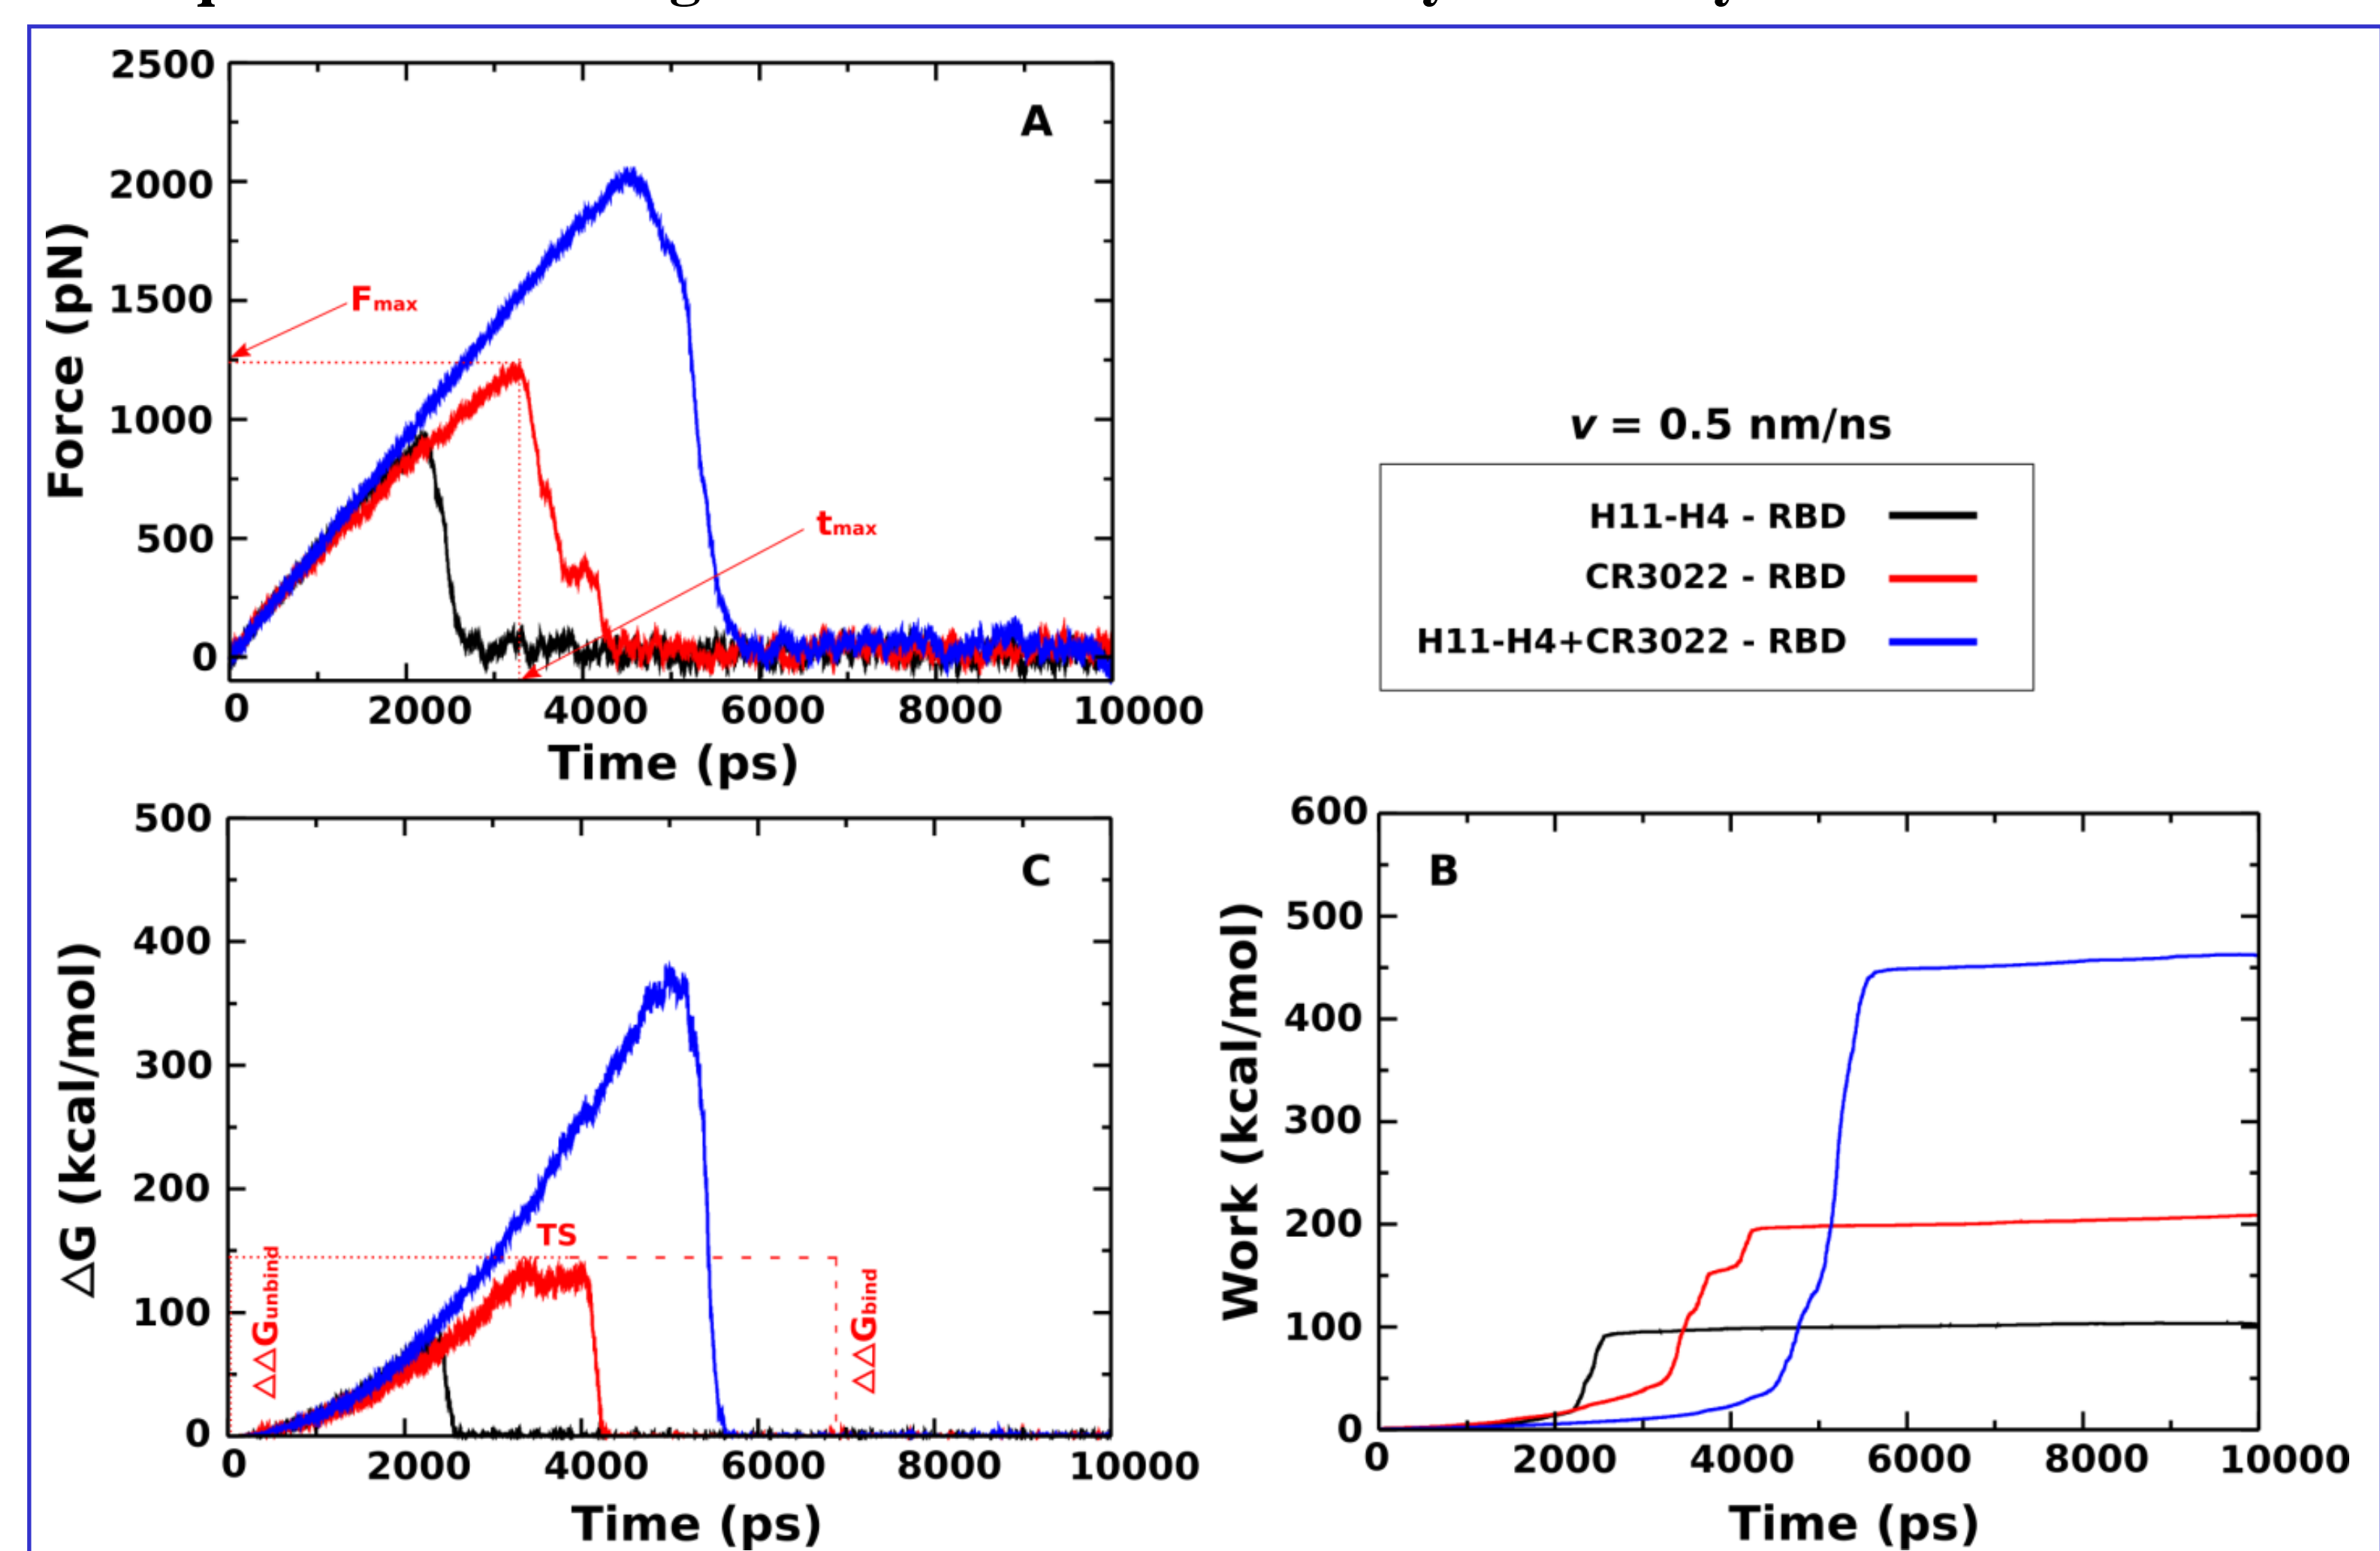 2500
2000
1500
1000
500
0
Force (pN)
A
Fmax
tmax
0 2000 4000 6000 8000 10000
Time (ps)
v = 0.5 nm/ns
H11-H4 - RBD
CR3022 - RBD
H11-H4+CR3022 - RBD
500
400
300
200
100
0
△G (kcal/mol)
C
TS
△△Gunbind
△△Gbind
0 2000 4000 6000 8000 10000
Time (ps)
600
500
400
300
200
100
0
Work (kcal/mol)
B
0 2000 4000 6000 8000 10000
Time (ps)